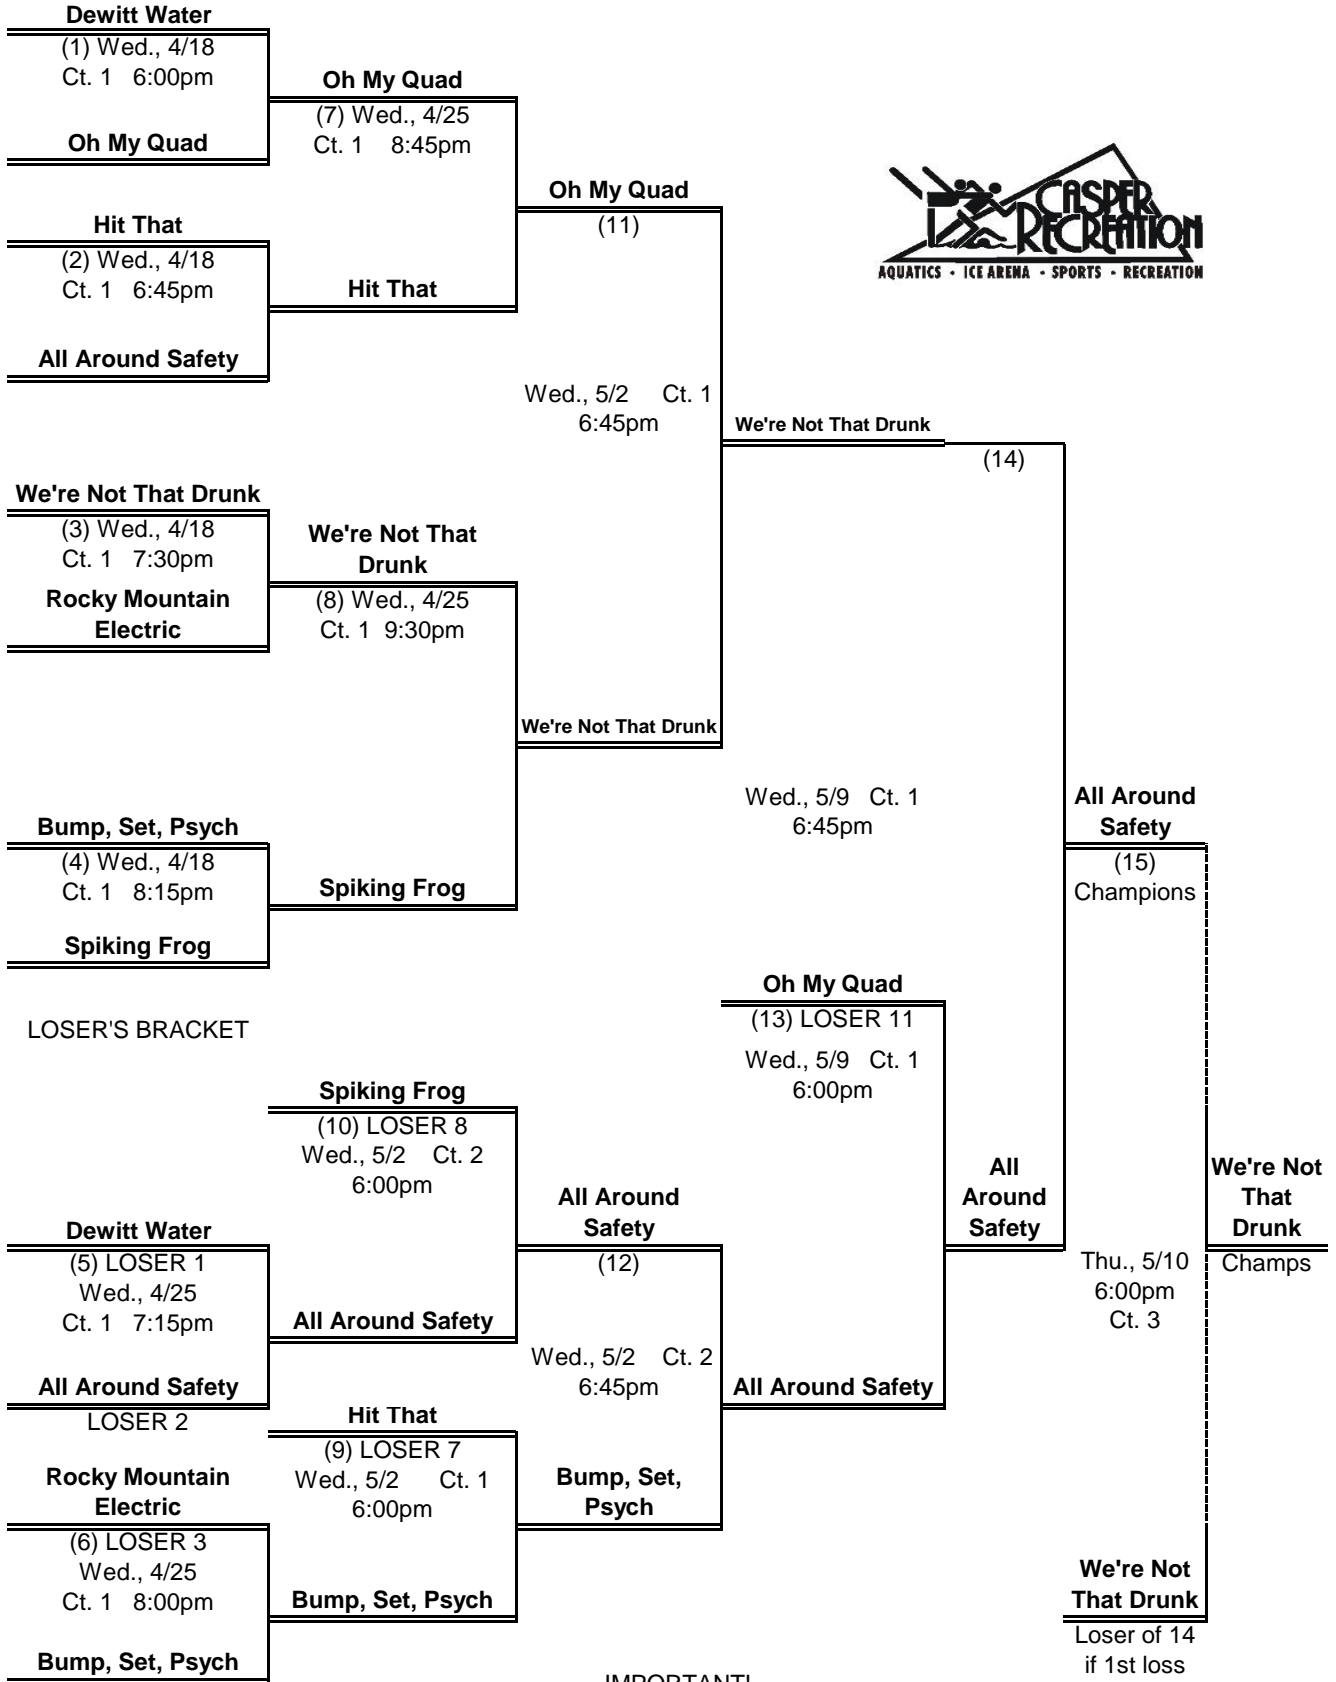 Dewitt Water
(1) Wed., 4/18
Ct. 1 6:00pm
Oh My Quad
Oh My Quad
(7) Wed., 4/25
Ct. 1 8:45pm
Hit That
(2) Wed., 4/18
Ct. 1 6:45pm
All Around Safety
Hit That
Oh My Quad
(11)
Wed., 5/2 Ct. 1
6:45pm
CASPER
RECREATION
AQUATICS • ICE ARENA • SPORTS • RECREATION
We're Not That Drunk
(14)
We're Not That Drunk
(3) Wed., 4/18
Ct. 1 7:30pm
Rocky Mountain
Electric
We're Not That
Drunk
(8) Wed., 4/25
Ct. 1 9:30pm
We're Not That Drunk
Bump, Set, Psych
(4) Wed., 4/18
Ct. 1 8:15pm
Spiking Frog
Spiking Frog
Wed., 5/9 Ct. 1
6:45pm
All Around
Safety
(15)
Champions
LOSER'S BRACKET
Oh My Quad
(13) LOSER 11
Wed., 5/9 Ct. 1
6:00pm
Spiking Frog
(10) LOSER 8
Wed., 5/2 Ct. 2
6:00pm
All Around
Safety
(12)
All
Around
Safety
We're Not
That
Drunk
Champs
Dewitt Water
(5) LOSER 1
Wed., 4/25
Ct. 1 7:15pm
All Around Safety
LOSER 2
All Around Safety
Thu., 5/10
6:00pm
Ct. 3
Wed., 5/2 Ct. 2
6:45pm
All Around Safety
Hit That
(9) LOSER 7
Wed., 5/2 Ct. 1
6:00pm
Bump, Set,
Psych
Rocky Mountain
Electric
(6) LOSER 3
Wed., 4/25
Ct. 1 8:00pm
Bump, Set, Psych
Bump, Set, Psych
We're Not
That Drunk
Loser of 14
if 1st loss
IMPORTANT!